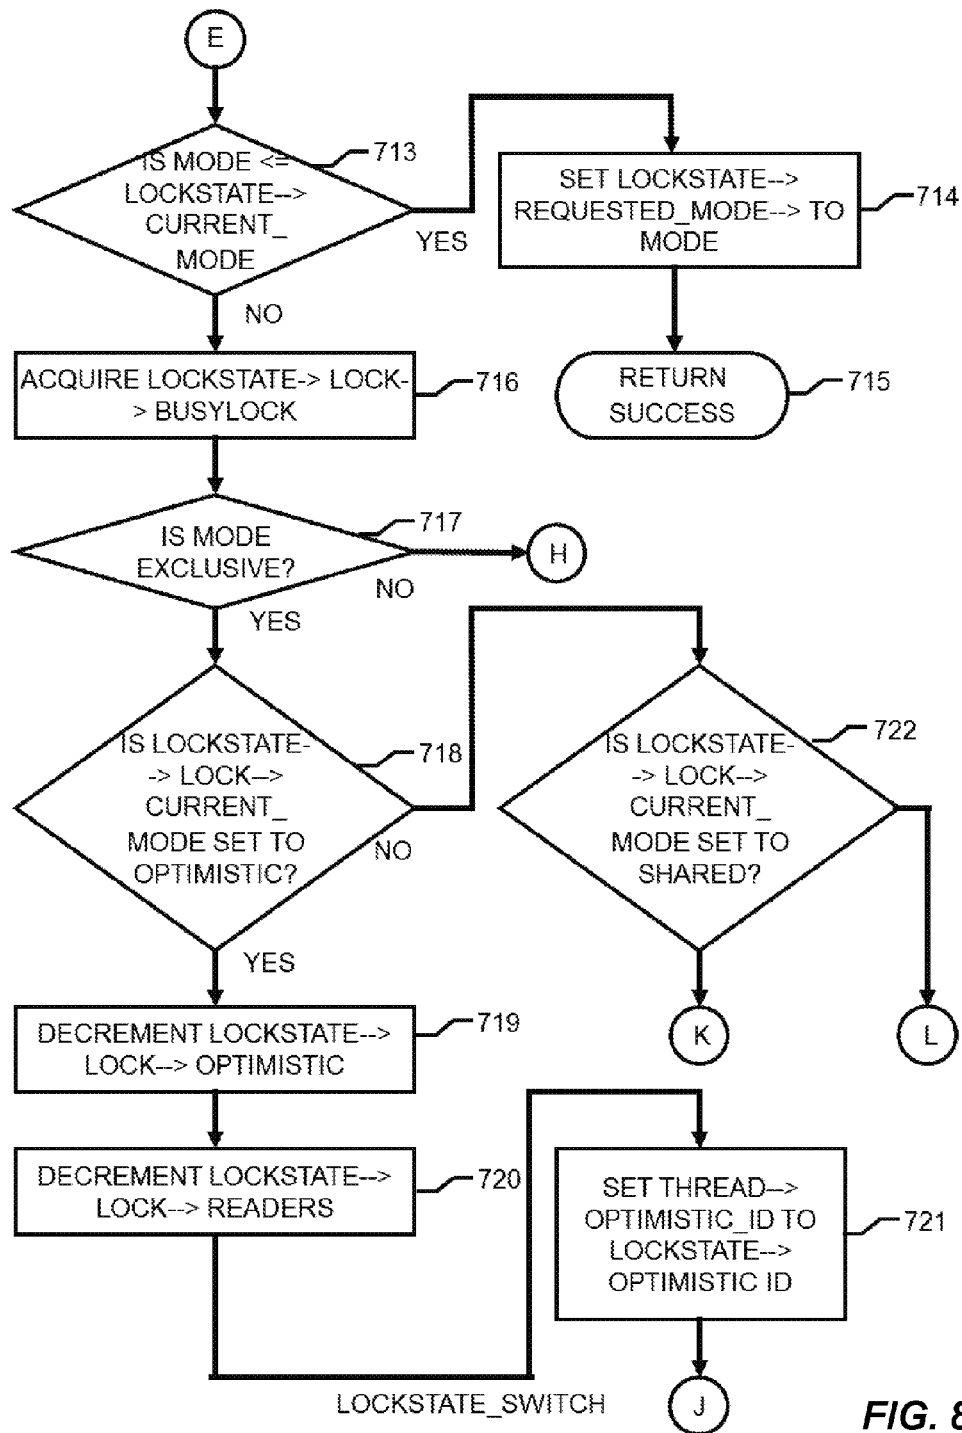 E
IS MODE <=
LOCKSTATE-->
CURRENT_
MODE
713
YES
NO
SET LOCKSTATE-->
REQUESTED_MODE--> TO
MODE
714
ACQUIRE LOCKSTATE-> LOCK-
> BUSYLOCK
716
RETURN
SUCCESS
715
IS MODE
EXCLUSIVE?
717
NO
YES
H
IS LOCKSTATE-
-> LOCK-->
CURRENT_
MODE SET TO
OPTIMISTIC?
718
NO
YES
IS LOCKSTATE-
-> LOCK-->
CURRENT_
MODE SET TO
SHARED?
722
K
L
DECREMENT LOCKSTATE-->
LOCK--> OPTIMISTIC
719
DECREMENT LOCKSTATE-->
LOCK--> READERS
720
SET THREAD-->
OPTIMISTIC_ID TO
LOCKSTATE-->
OPTIMISTIC ID
721
LOCKSTATE_SWITCH
J
FIG. 8